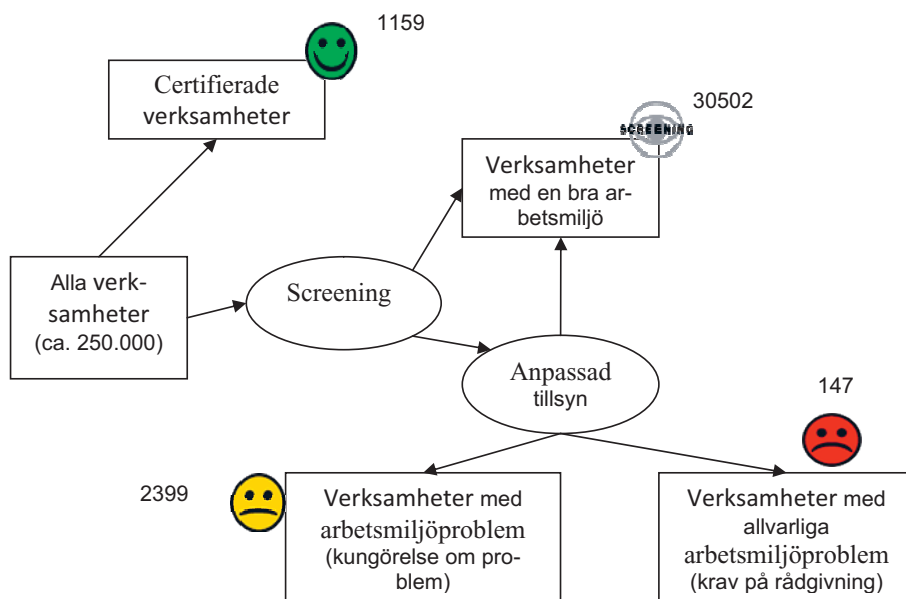 1159
Certifierade
verksamheter
30502
SCREENING
Verksamheter
med en bra ar-
betsmiljö
Alla verk-
samheter
(ca. 250.000)
Screening
Anpassad
tillsyn
147
2399
Verksamheter med
arbetsmiljöproblem
(kungörelse om pro-
blem)
Verksamheter med
allvarliga
arbetsmiljöproblem
(krav på rådgivning)